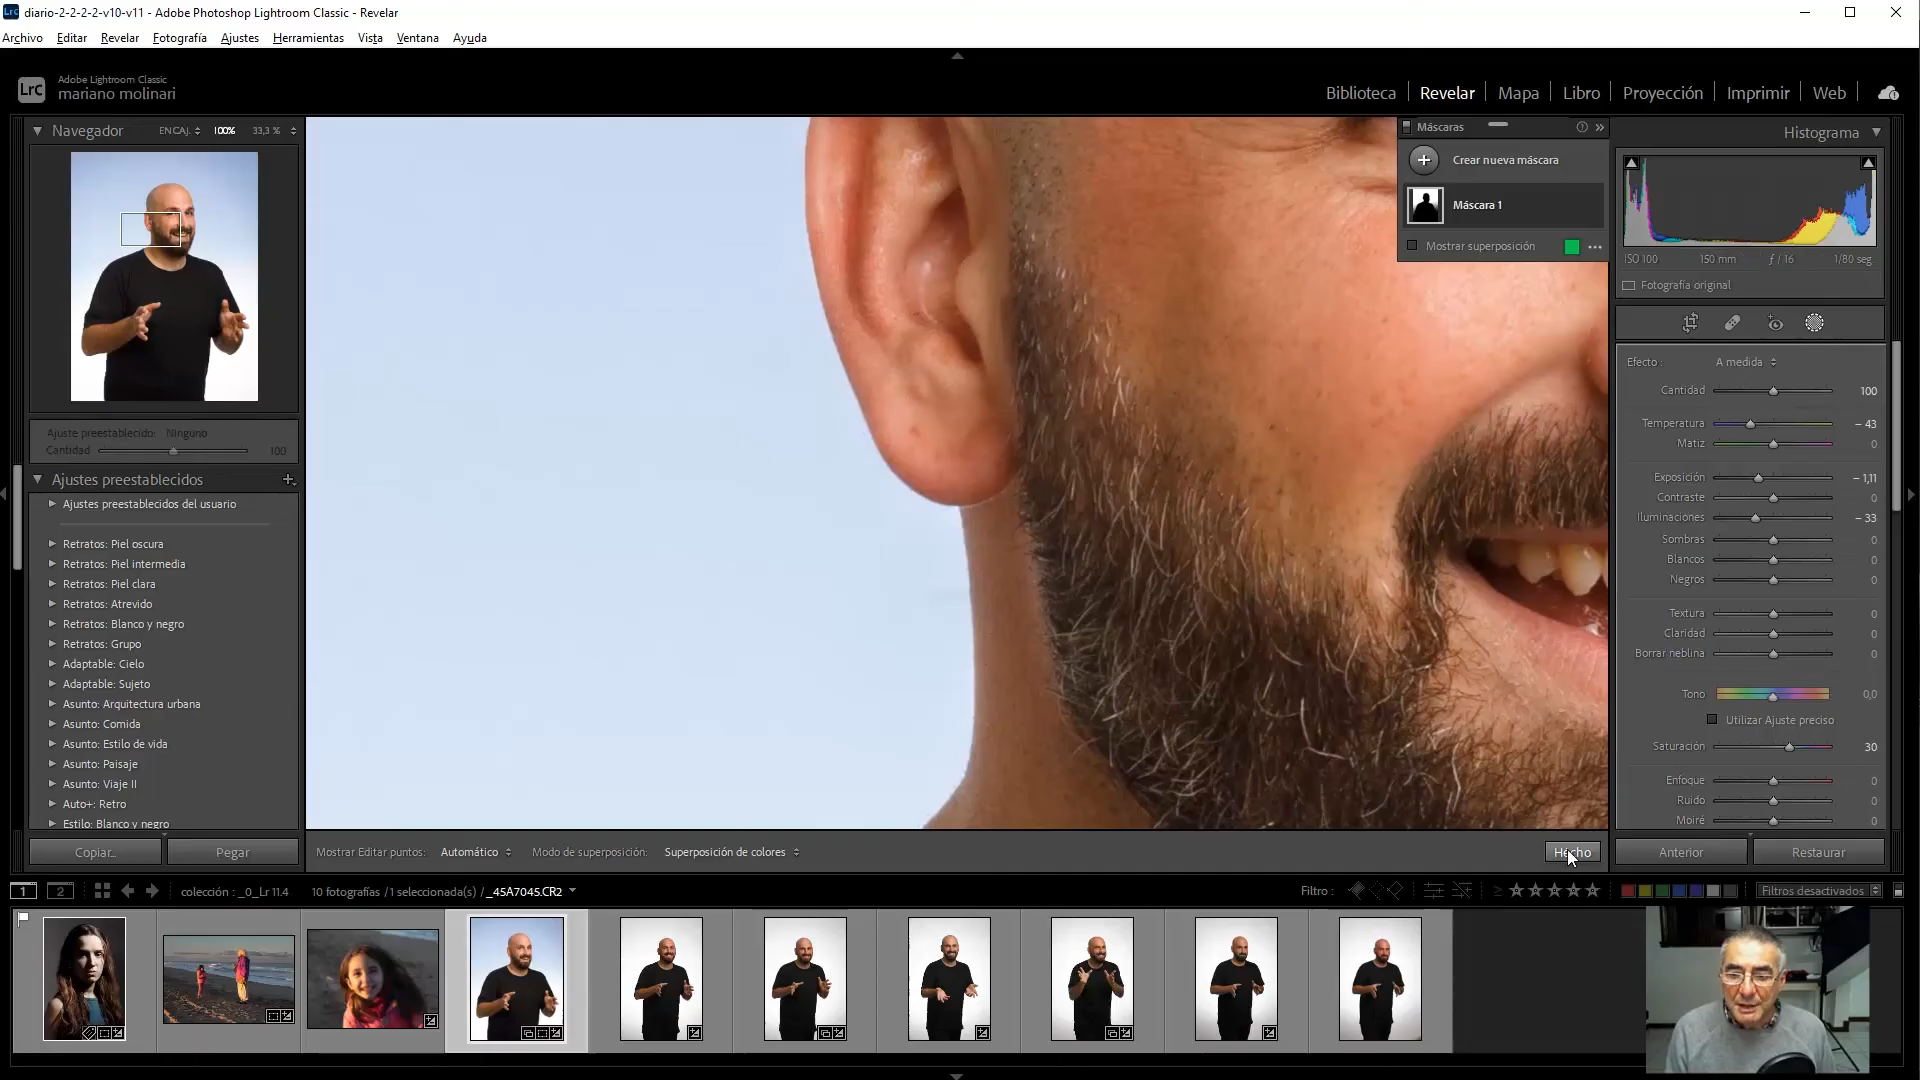 Lrc diario-2-2-2-2-v10-v11 - Adobe Photoshop Lightroom Classic - Revelar
Archivo Editar Revelar Fotografía Ajustes Herramientas Vista Ventana Ayuda
LrC
Adobe Lightroom Classic
mariano molinari
Biblioteca Revelar Mapa Libro Proyección Imprimir Web
Navegador ENCAJ. 100% 33,3 %
Ajuste preestablecido: Ninguno
Cantidad 100
Ajustes preestablecidos
Ajustes preestablecidos del usuario
Retratos: Piel oscura
Retratos: Piel intermedia
Retratos: Piel clara
Retratos: Atrevido
Retratos: Blanco y negro
Retratos: Grupo
Adaptable: Cielo
Adaptable: Sujeto
Asunto: Arquitectura urbana
Asunto: Comida
Asunto: Estilo de vida
Asunto: Paisaje
Asunto: Viaje II
Auto+: Retro
Estilo: Blanco y negro
Copiar... Pegar
Máscaras
Crear nueva máscara
Máscara 1
Mostrar superposición
Histograma
ISO 100 150 mm ƒ / 16 1/80 seg
Fotografía original
Efecto : A medida
Cantidad 100
Temperatura – 43
Matiz 0
Exposición – 1,11
Contraste 0
Iluminaciones – 33
Sombras 0
Blancos 0
Negros 0
Textura 0
Claridad 0
Borrar neblina 0
Tono 0,0
Utilizar Ajuste preciso
Saturación 30
Enfoque 0
Ruido 0
Moiré 0
Mostrar Editar puntos: Automático Modo de superposición: Superposición de colores Hecho
Anterior Restaurar
1 2 colección : _0_Lr 11.4 10 fotografías /1 seleccionada(s) /_45A7045.CR2 Filtro : Filtros desactivados